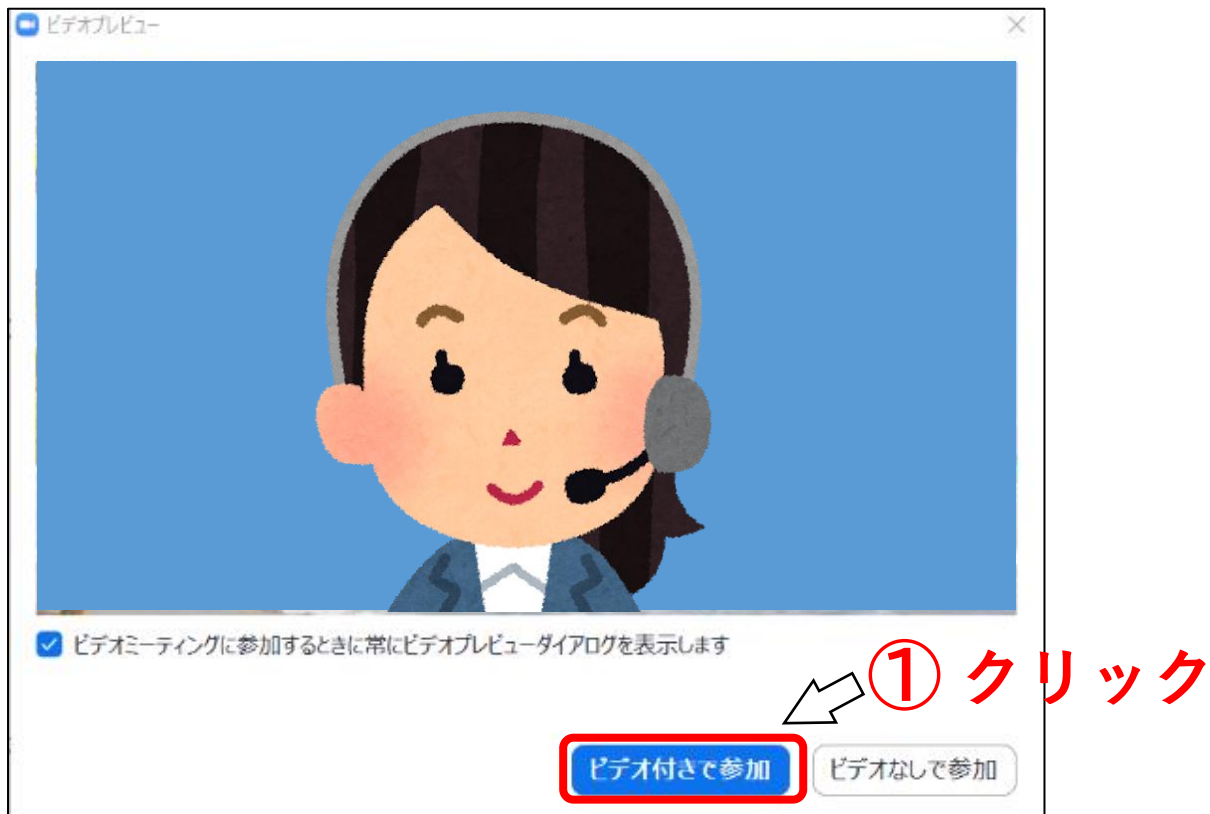 ビデオプレビュー
ビデオミーティングに参加するときに常にビデオプレビューダイアログを表示します
① クリック
ビデオ付きで参加
ビデオなしで参加